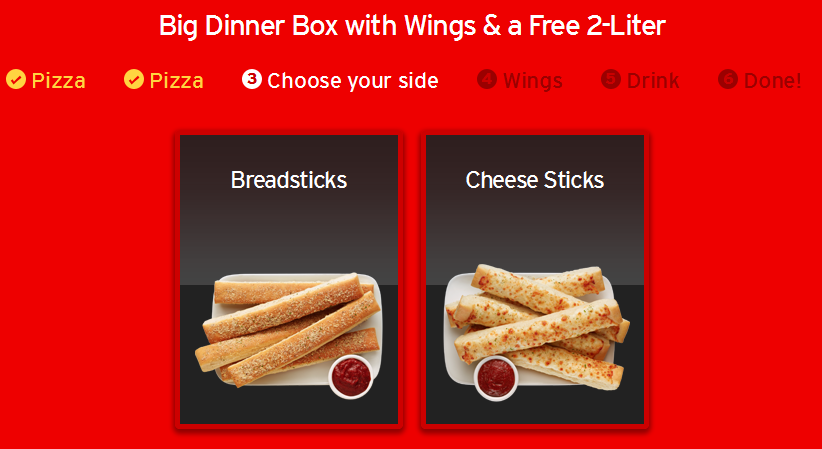 Big Dinner Box with Wings & a Free 2-Liter
Pizza Pizza 3 Choose your side 4 Wings 5 Drink 6 Done!
Breadsticks Cheese Sticks